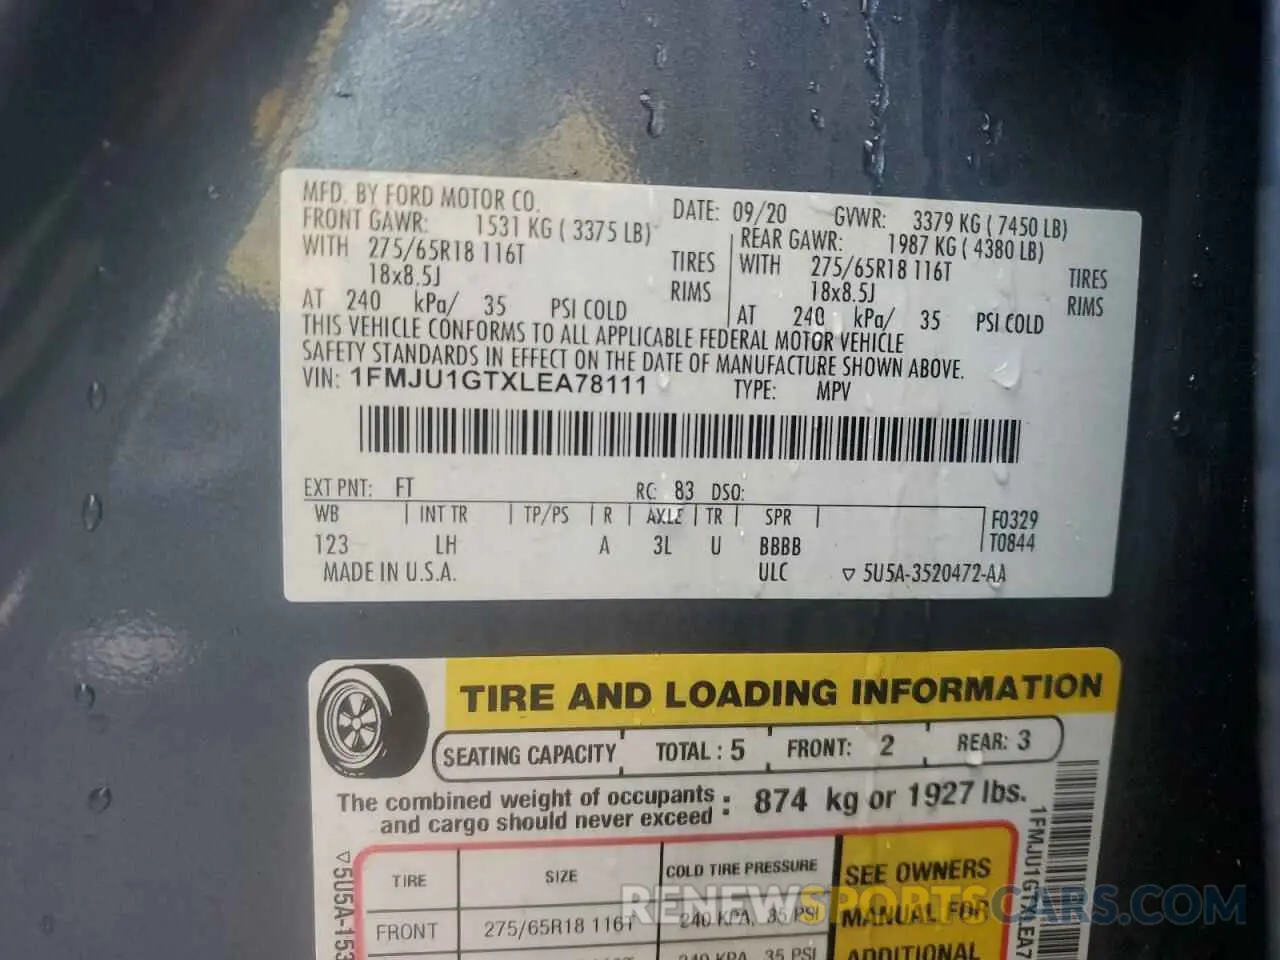 MFD. BY FORD MOTOR CO.
DATE: 09/20 GVWR: 3379 KG (7450 LB)
FRONT GAWR: 1531 KG (3375 LB)
WITH 275/65R18 116T TIRES
18x8.5J RIMS
AT 240 kPa/ 35 PSI COLD
REAR GAWR: 1987 KG (4380 LB)
WITH 275/65R18 116T TIRES
18x8.5J RIMS
AT 240 kPa/ 35 PSI COLD
THIS VEHICLE CONFORMS TO ALL APPLICABLE FEDERAL MOTOR VEHICLE
SAFETY STANDARDS IN EFFECT ON THE DATE OF MANUFACTURE SHOWN ABOVE.
VIN: 1FMJU1GTXLEA78111 TYPE: MPV
EXT PNT: FT RC: 83 DSO:
WB INT TR TP/PS R AXLE TR SPR F0329
123 LH A 3L U BBBB T0844
MADE IN U.S.A. ULC ▽ 5U5A-3520472-AA
TIRE AND LOADING INFORMATION
SEATING CAPACITY TOTAL : 5 FRONT: 2 REAR: 3
The combined weight of occupants
and cargo should never exceed : 874 kg or 1927 lbs.
TIRE SIZE COLD TIRE PRESSURE
FRONT 275/65R18 116T 240 KPA, 35 PSI
240 KPA, 35 PSI
SEE OWNERS
MANUAL FOR
ADDITIONAL
▽5U5A-153
1FMJU1GTXLEA7
RENEWSPORTSCARS.COM